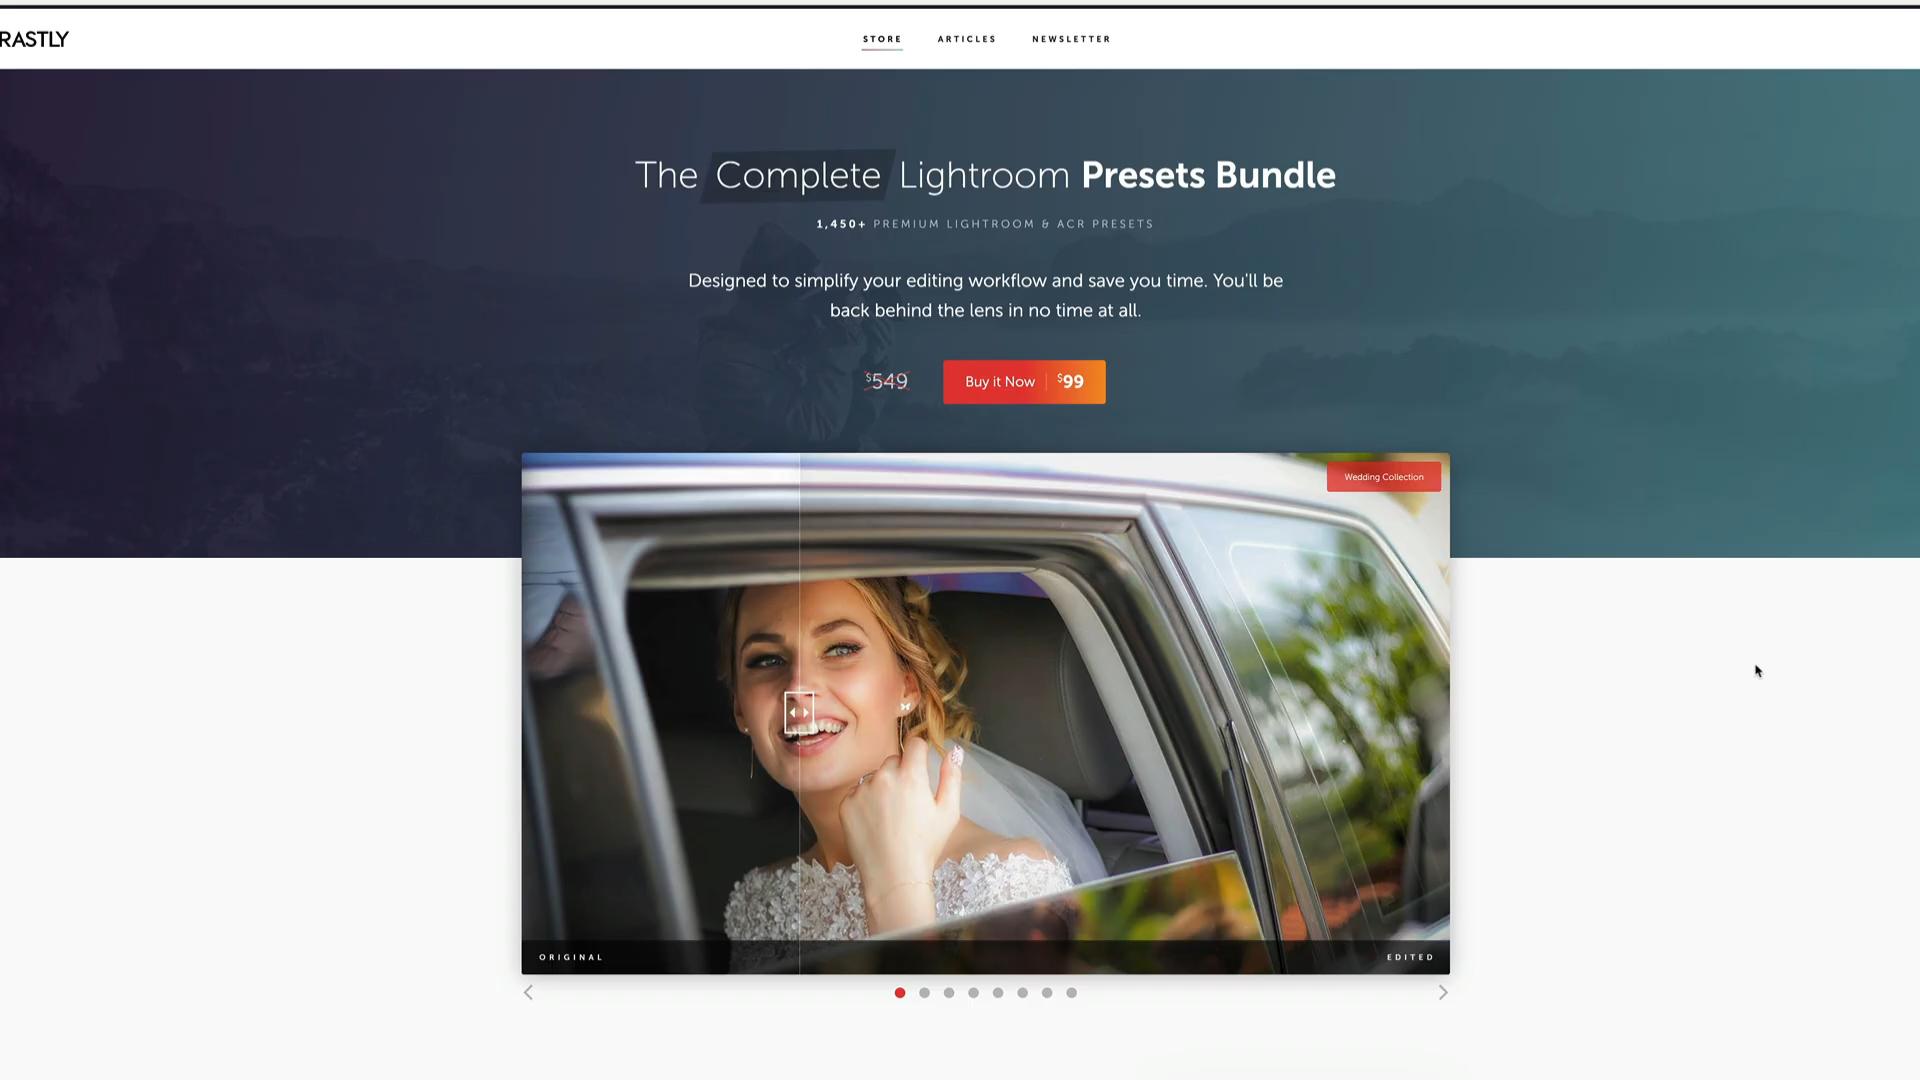 RASTLY
STORE ARTICLES NEWSLETTER
The Complete Lightroom Presets Bundle
1,450+ PREMIUM LIGHTROOM & ACR PRESETS
Designed to simplify your editing workflow and save you time. You'll be
back behind the lens in no time at all.
$549 Buy it Now $99
Wedding Collection
ORIGINAL EDITED